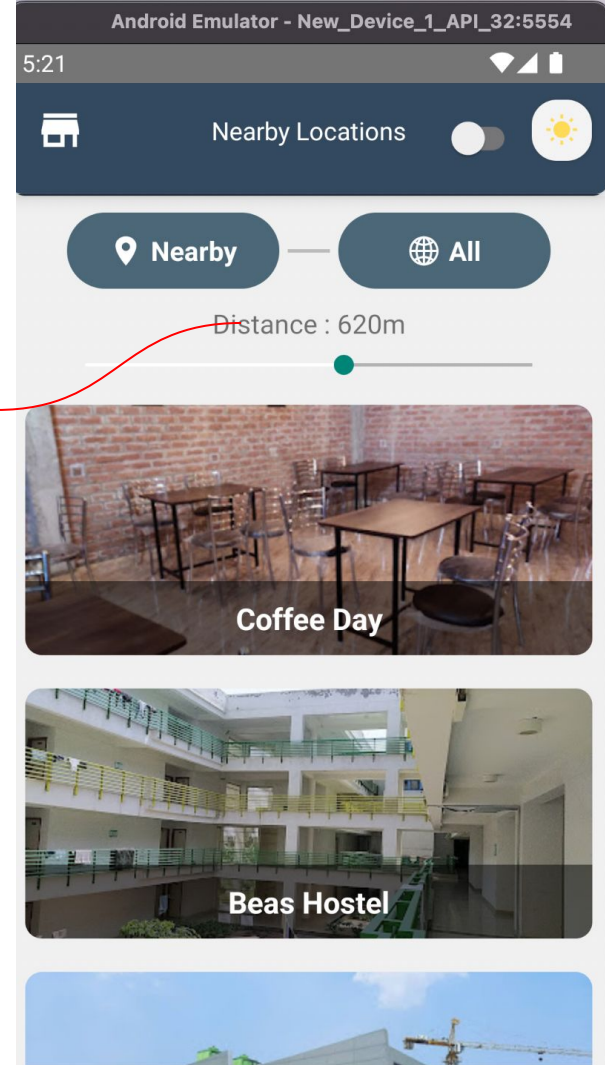 Android Emulator - New_Device_1_API_32:5554
5:21
Nearby Locations
Nearby
All
Distance : 620m
Coffee Day
Beas Hostel